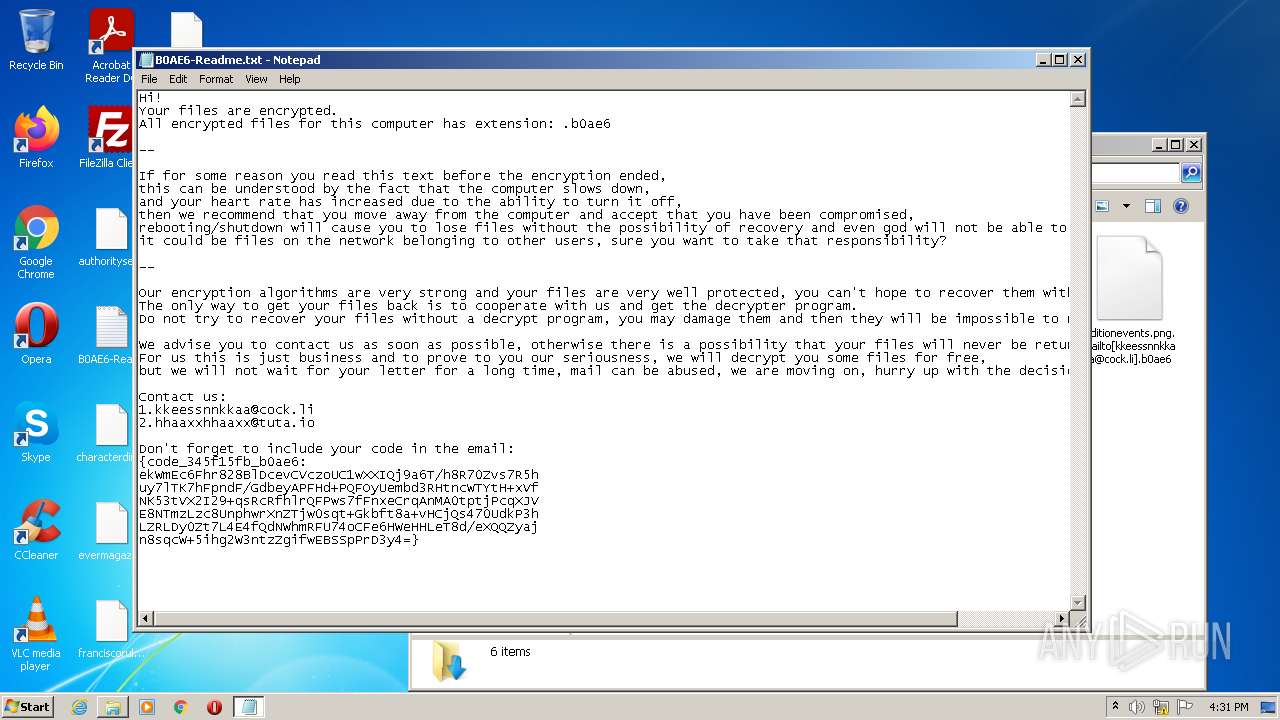 Recycle Bin
Acrobat
Reader D
Firefox
FileZilla Clie
Google
Chrome
authorityse
Opera
B0AE6-Rea
Skype
characterdi
CCleaner
evermagaz
VLC media
player
franciscorul
B0AE6-Readme.txt - Notepad
File Edit Format View Help
Hi!
Your files are encrypted.
All encrypted files for this computer has extension: .b0ae6
--
If for some reason you read this text before the encryption ended,
this can be understood by the fact that the computer slows down,
and your heart rate has increased due to the ability to turn it off,
then we recommend that you move away from the computer and accept that you have been compromised,
rebooting/shutdown will cause you to lose files without the possibility of recovery and even god will not be able to
it could be files on the network belonging to other users, sure you want to take that responsibility?
--
Our encryption algorithms are very strong and your files are very well protected, you can't hope to recover them wit
The only way to get your files back is to cooperate with us and get the decrypter program.
Do not try to recover your files without a decrypt program, you may damage them and then they will be impossible to
We advise you to contact us as soon as possible, otherwise there is a possibility that your files will never be retu
For us this is just business and to prove to you our seriousness, we will decrypt you some files for free,
but we will not wait for your letter for a long time, mail can be abused, we are moving on, hurry up with the decisi
Contact us:
1.kkeessnnkkaa@cock.li
2.hhaaxxhhaaxx@tuta.io
Don't forget to include your code in the email:
{code_345f15fb_b0ae6:
ekWmEc6Fhr828BlDcevCVczoUC1wXXIQj9a6T/h8R70Zvs7R5h
uy7lTK7hFpndF/GdbeyAPFHd+PQFOyUembd3RHtncWTYtH+xVf
NK53tVX2I29+qsRcRfhlrQFPws7fFnxeCrqAnMA0tptjPcqXJV
E8NTmzLzc8UnphwrXnZTjwOsqt+Gkbft8a+vHCjQs470UdkP3h
LZRLDy0Zt7L4E4fQdNWhmRFU74oCFe6HWeHHLeT8d/eXQQZyaj
n8sqcW+5ihg2W3ntzZgifwEBSSpPrD3y4=}
ditionevents.png.
ailto[kkeessnnkka
a@cock.li].b0ae6
6 items
ANY RUN
Start
4:31 PM